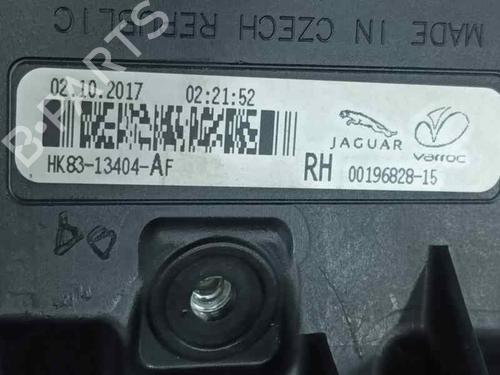 MADE IN CZECH REPUBLIC
02.10.2017 02:21:52
JAGUAR varroc
HK83-13404-AF RH 00196828-15
B-PARTS